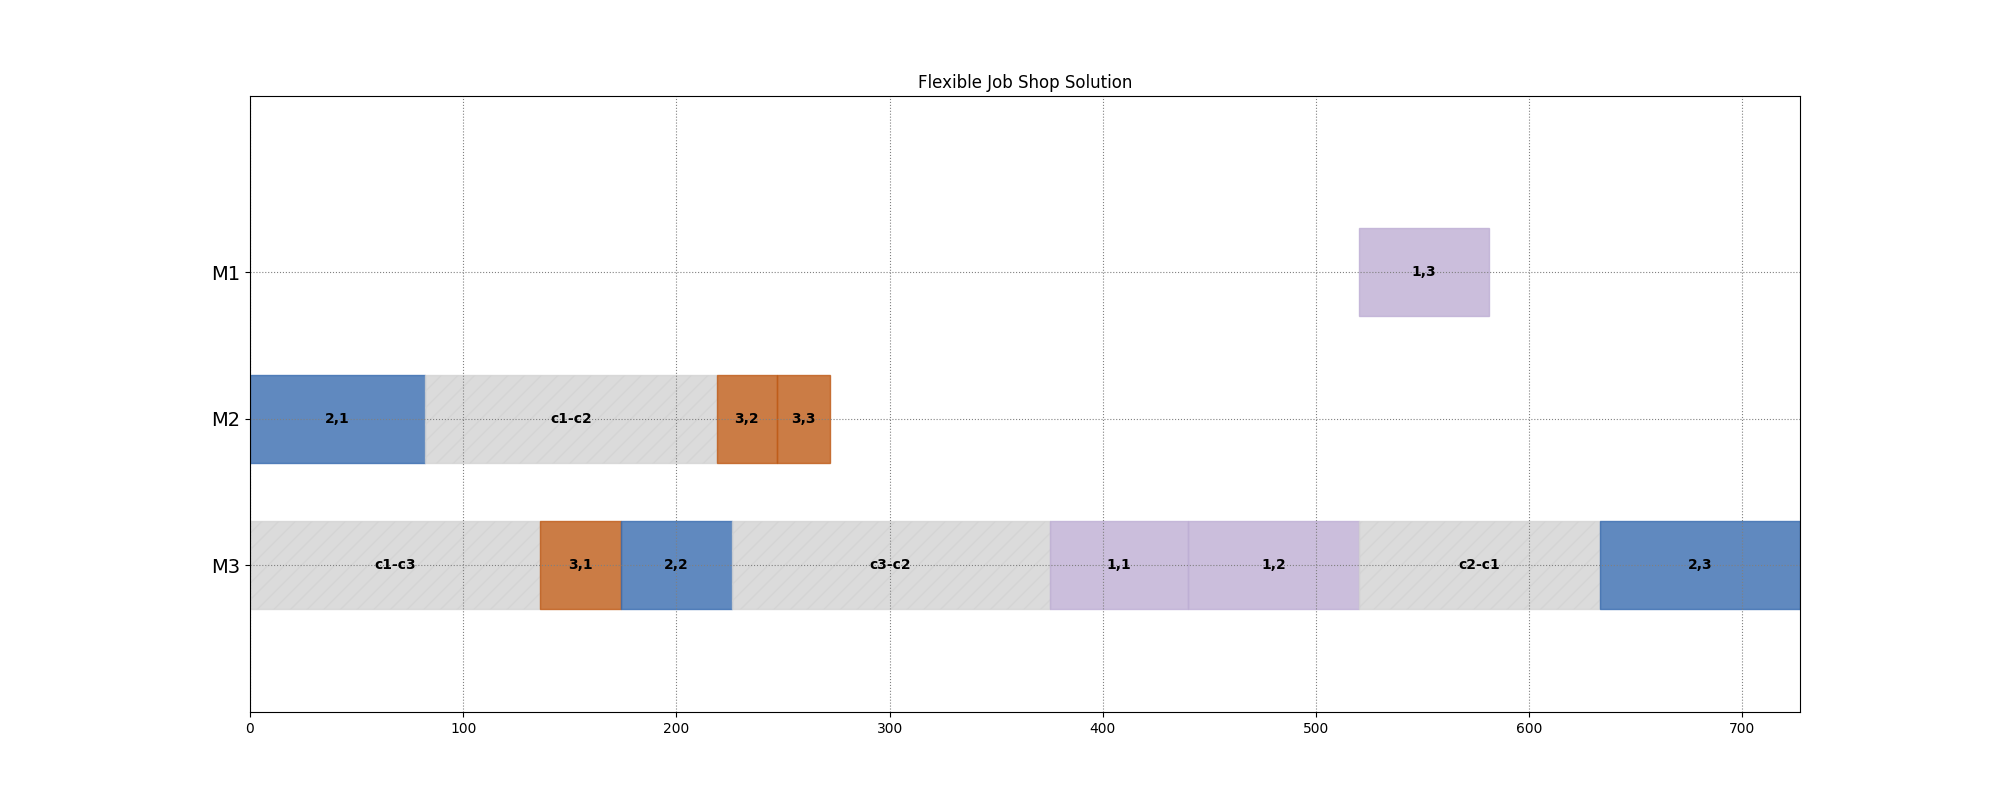 Flexible Job Shop Solution
M1
1,3
M2
2,1
c1-c2
3,2
3,3
M3
c1-c3
3,1
2,2
c3-c2
1,1
1,2
c2-c1
2,3
0
100
200
300
400
500
600
700